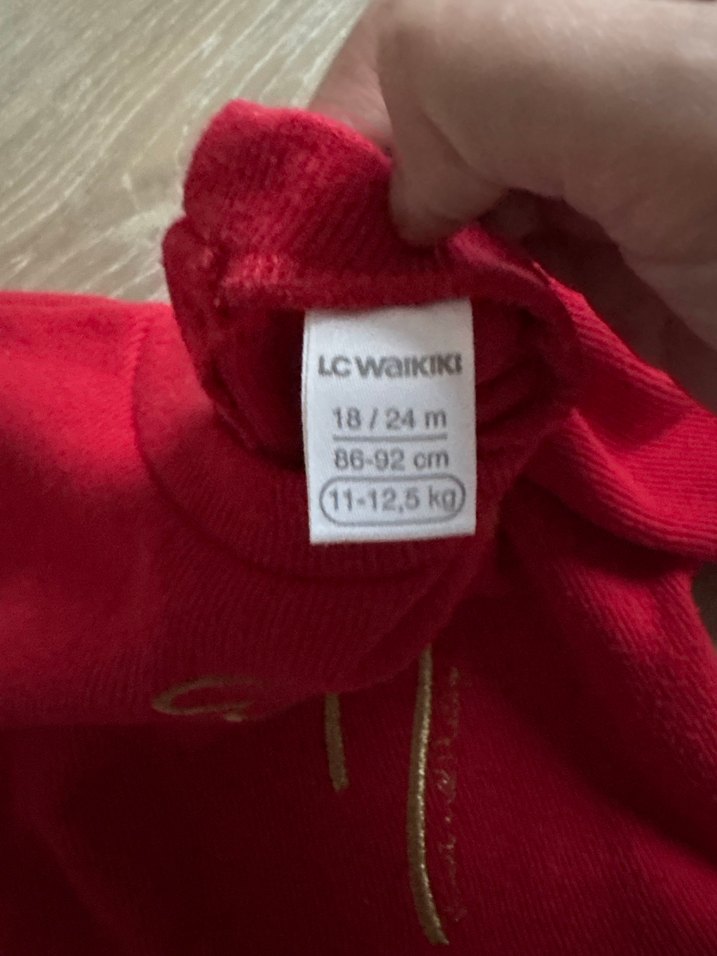 LC WAIKIKI
18 / 24 m
86-92 cm
11-12,5 kg